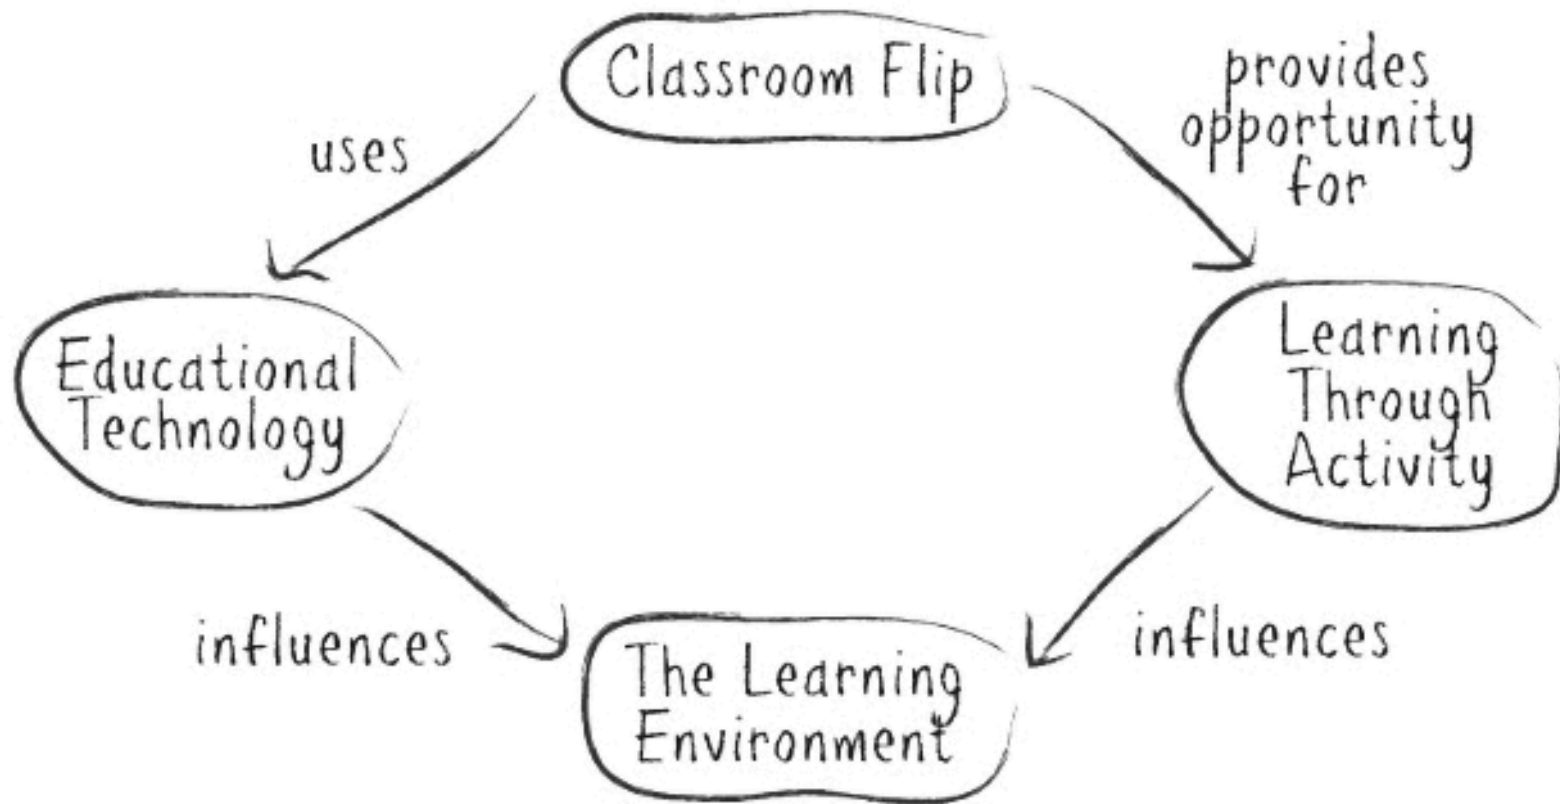 Classroom Flip
provides
opportunity
for
uses
Educational
Technology
Learning
Through
Activity
influences
influences
The Learning
Environment